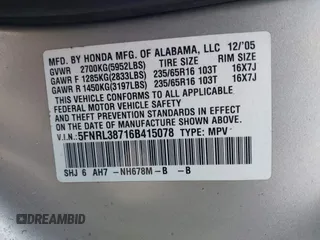 MFD. BY HONDA MFG. OF ALABAMA, LLC 12/'05
GVWR 2700KG(5952LBS) TIRE SIZE RIM SIZE
GAWR F 1285KG(2833LBS) 235/65R16 103T 16X7J
GAWR R 1450KG(3197LBS) 235/65R16 103T 16X7J
THIS VEHICLE CONFORMS TO ALL APPLICABLE FEDERAL MOTOR VEHICLE SAFETY AND THEFT PREVENTION STANDARDS IN EFFECT ON THE DATE OF MANUFACTURE SHOWN ABOVE.
V.I.N.: 5FNRL38716B415078 TYPE: MPV
SHJ 6 AH7 -NH678M-B -B
DREAMBID